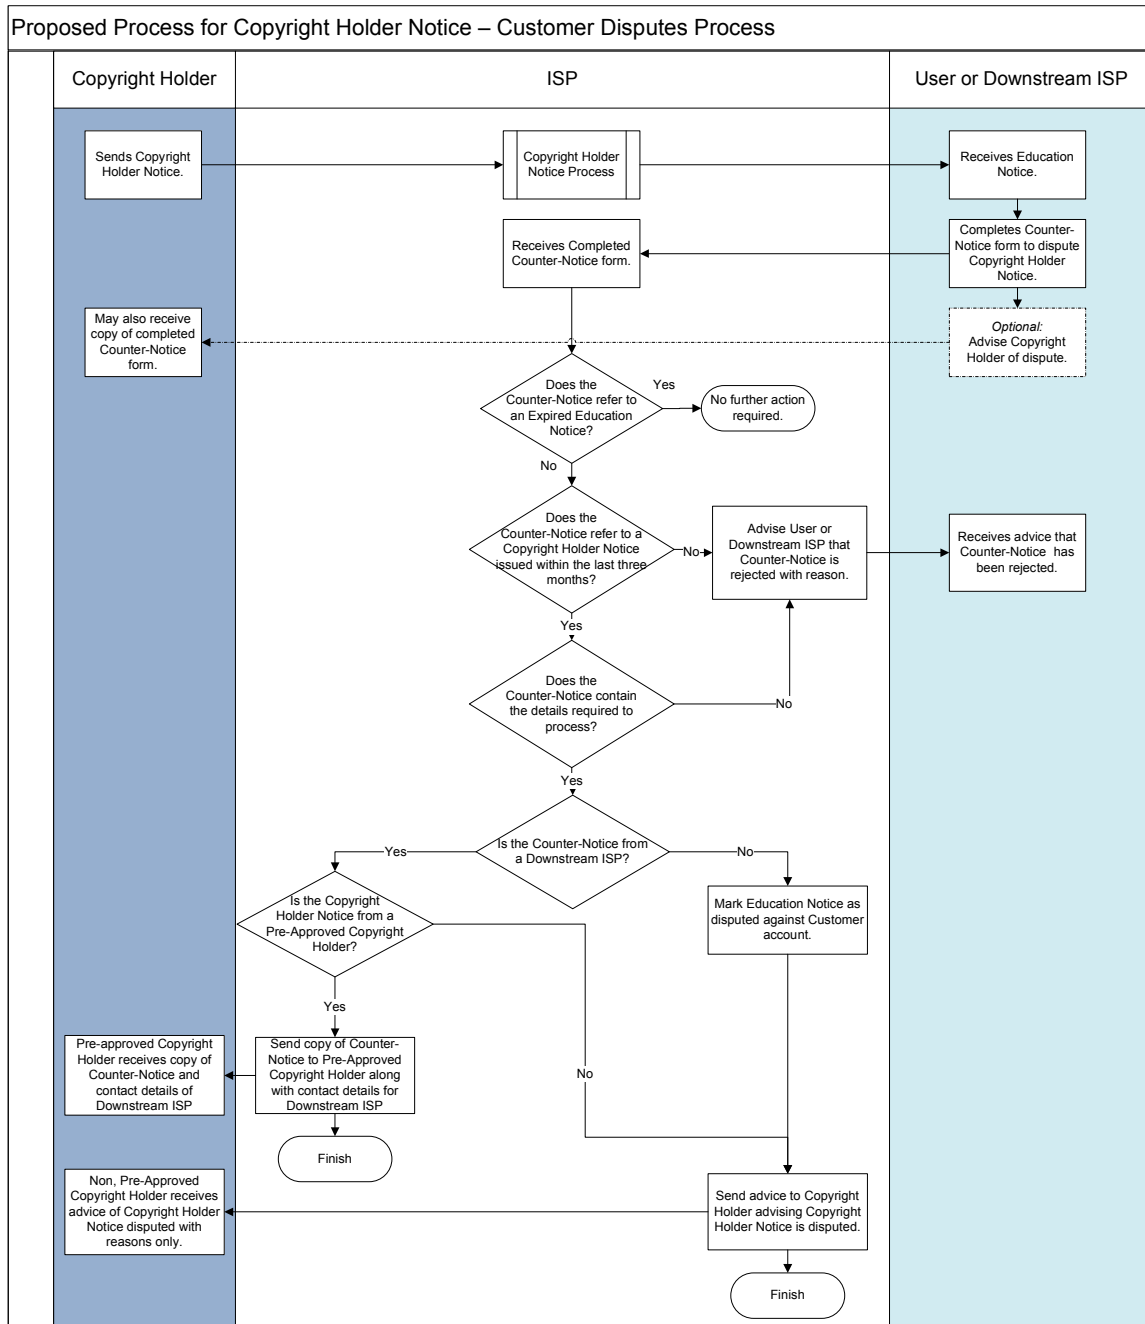 Proposed Process for Copyright Holder Notice – Customer Disputes Process
Copyright Holder
ISP
User or Downstream ISP
Sends Copyright
Holder Notice.
Copyright Holder
Notice Process
Receives Education
Notice.
Receives Completed
Counter-Notice form.
Completes Counter-
Notice form to dispute
Copyright Holder
Notice.
May also receive
copy of completed
Counter-Notice
form.
Optional:
Advise Copyright
Holder of dispute.
Does the
Counter-Notice refer to
an Expired Education
Notice?
Yes
No further action
required.
No
Does the
Counter-Notice refer to a
Copyright Holder Notice
issued within the last three
months?
No
Advise User or
Downstream ISP that
Counter-Notice is
rejected with reason.
Receives advice that
Counter-Notice has
been rejected.
Yes
Does the
Counter-Notice contain
the details required to
process?
No
Yes
Is the Counter-Notice from
a Downstream ISP?
Yes
No
Is the Copyright
Holder Notice from a
Pre-Approved Copyright
Holder?
Mark Education Notice as
disputed against Customer
account.
Yes
No
Pre-approved Copyright
Holder receives copy of
Counter-Notice and
contact details of
Downstream ISP
Send copy of Counter-
Notice to Pre-Approved
Copyright Holder along
with contact details for
Downstream ISP
Finish
Non, Pre-Approved
Copyright Holder receives
advice of Copyright Holder
Notice disputed with
reasons only.
Send advice to Copyright
Holder advising Copyright
Holder Notice is disputed.
Finish